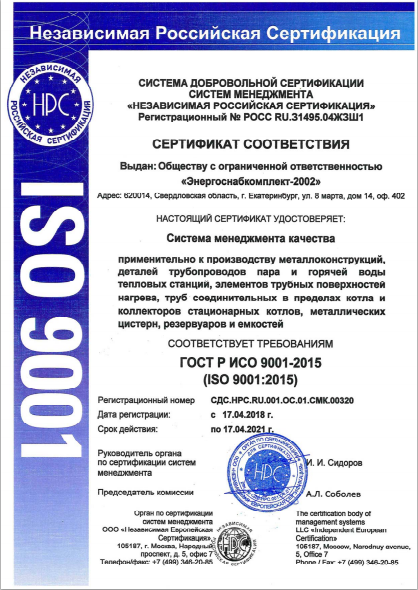 Независимая Российская Сертификация
НЕЗАВИСИМАЯ
РОССИЙСКАЯ СЕРТИФИКАЦИЯ
НРС
ISO 9001
СИСТЕМА ДОБРОВОЛЬНОЙ СЕРТИФИКАЦИИ
СИСТЕМ МЕНЕДЖМЕНТА
«НЕЗАВИСИМАЯ РОССИЙСКАЯ СЕРТИФИКАЦИЯ»
Регистрационный № РОСС RU.31495.04ЖЗШ1
СЕРТИФИКАТ СООТВЕТСТВИЯ
Выдан: Обществу с ограниченной ответственностью
«Энергоснабкомплект-2002»
Адрес: 620014, Свердловская область, г. Екатеринбург, ул. 8 марта, дом 14, оф. 402
НАСТОЯЩИЙ СЕРТИФИКАТ УДОСТОВЕРЯЕТ:
Система менеджмента качества
применительно к производству металлоконструкций,
деталей трубопроводов пара и горячей воды
тепловых станций, элементов трубных поверхностей
нагрева, труб соединительных в пределах котла и
коллекторов стационарных котлов, металлических
цистерн, резервуаров и емкостей
СООТВЕТСТВУЕТ ТРЕБОВАНИЯМ
ГОСТ Р ИСО 9001-2015
(ISO 9001:2015)
Регистрационный номер СДС.НРС.RU.001.ОС.01.СМК.00320
Дата регистрации: с 17.04.2018 г.
Срок действия: по 17.04.2021 г.
Руководитель органа
по сертификации систем
менеджмента
И. И. Сидоров
Председатель комиссии
А.Л. Соболев
НРС
Орган по сертификации
систем менеджмента
ООО «Независимая Европейская
Сертификация»
105187, г. Москва, Народный
проспект, д. 5, офис 7
Телефон/факс: +7 (499) 346-20-85
The certification body of
management systems
LLC «Independent European
Certification»
105187, Moscow, Narodnuy avenue,
5, Office 7
Phone / Fax: +7 (499) 346-20-85